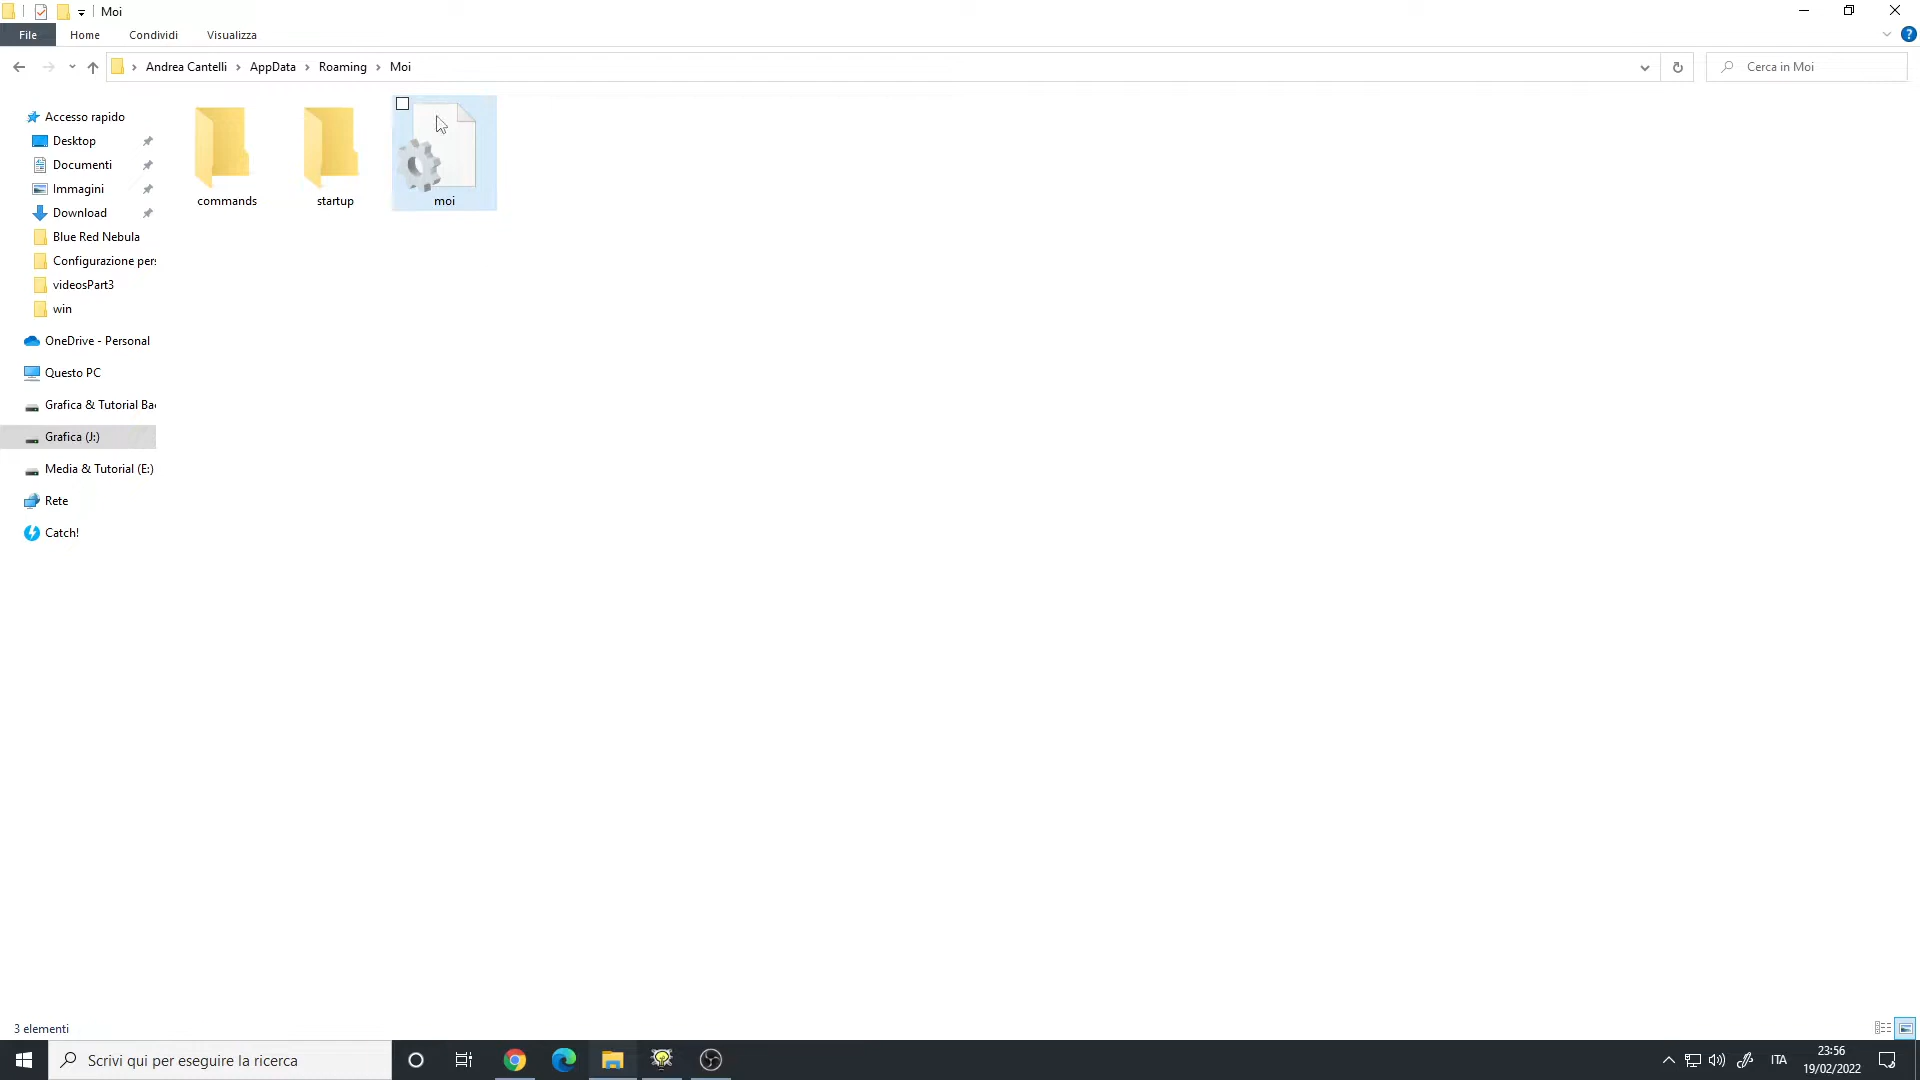 Moi
File Home Condividi Visualizza
Andrea Cantelli AppData Roaming Moi
Cerca in Moi
Accesso rapido
Desktop
Documenti
Immagini
Download
Blue Red Nebula
Configurazione pers
videosPart3
win
OneDrive - Personal
Questo PC
Grafica & Tutorial Bac
Grafica (J:)
Media & Tutorial (E:)
Rete
Catch!
commands
startup
moi
3 elementi
Scrivi qui per eseguire la ricerca
ITA
23:56
19/02/2022